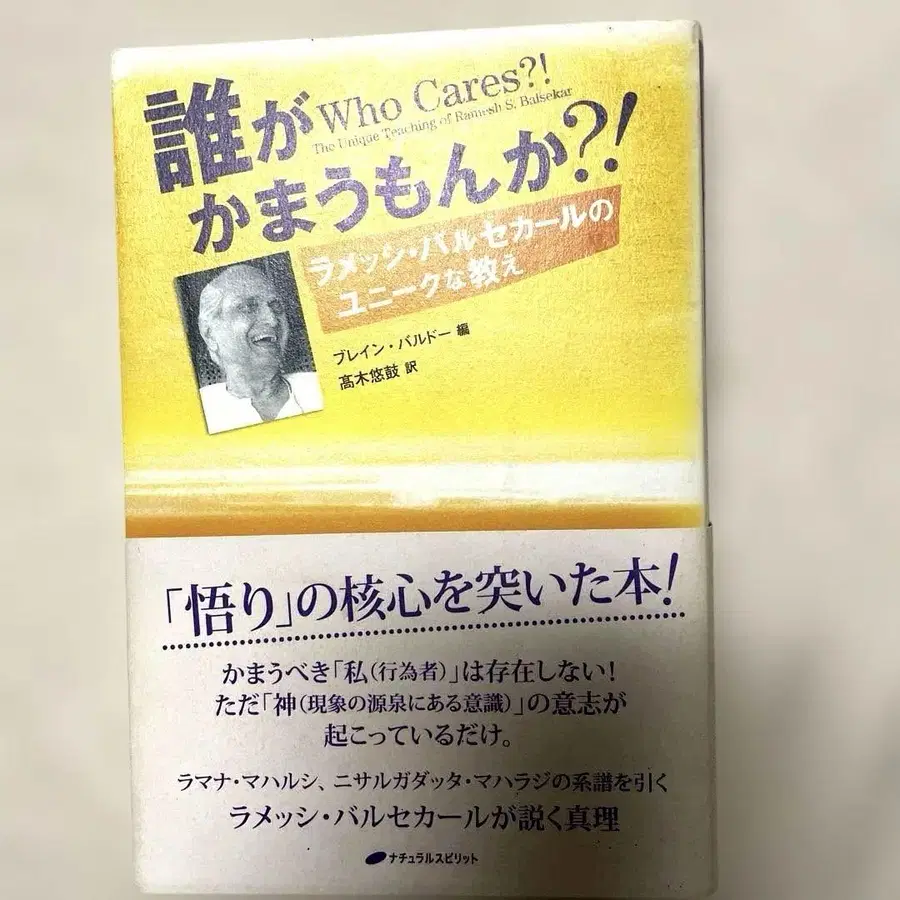 誰が
Who Cares?!
The Unique Teaching of Ramesh S. Balsekar
かまうもんか?!
ラメッシ・バルセカールの
ユニークな教え
ブレイン・バルドー 編
髙木悠鼓 訳
「悟り」の核心を突いた本!
かまうべき「私（行為者）」は存在しない!
ただ「神（現象の源泉にある意識）」の意志が
起こっているだけ。
ラマナ・マハルシ、ニサルガダッタ・マハラジの系譜を引く
ラメッシ・バルセカールが説く真理
ナチュラルスピリット